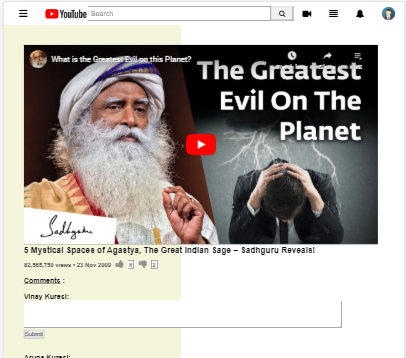 YouTube
Search
What is the Greatest Evil on this Planet?
The Greatest
Evil On The
Planet
Sadhguru
5 Mystical Spaces of Agastya, The Great Indian Sage – Sadhguru Reveals!
82,565,750 views • 23 Nov 2009 8 2
Comments :
Vinay Kuresi:
Submit
Aruna Kuresi: